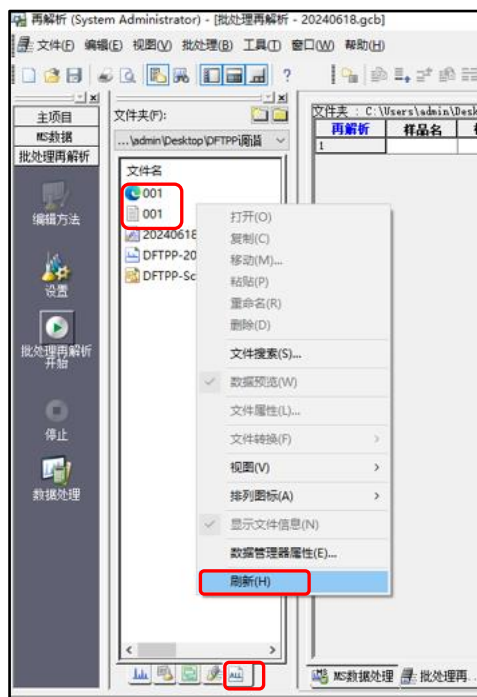 再解析 (System Administrator) - [批处理再解析 - 20240618.gcb]
文件(F) 编辑(E) 视图(V) 批处理(B) 工具(T) 窗口(W) 帮助(H)
主项目
MS数据
批处理再解析
编辑方法
设置
批处理再解析
开始
停止
数据处理
文件夹(F):
...\admin\Desktop\DFTPP调谐
文件名
001
001
20240618
DFTPP-20
DFTPP-Sc
打开(O)
复制(C)
移动(M)...
粘贴(P)
重命名(R)
删除(D)
文件搜索(S)...
数据预览(W)
文件属性(L)...
文件转换(F)
视图(V)
排列图标(A)
显示文件信息(N)
数据管理器属性(E)...
刷新(H)
ALL
文件夹 : C:\Users\admin\Desk
再解析 样品名
1
MS数据处理 批处理再...